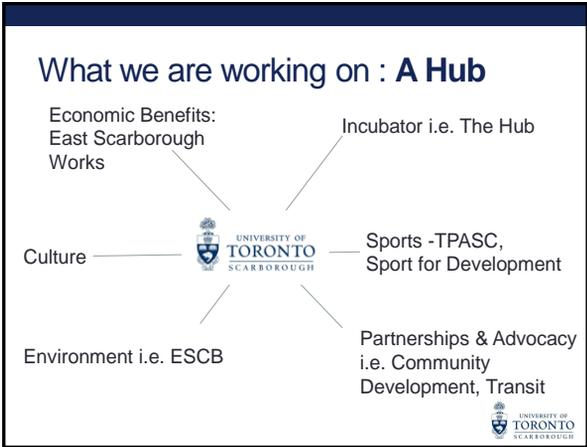 What we are working on : A Hub
Economic Benefits:
East Scarborough
Works
Incubator i.e. The Hub
Culture
UNIVERSITY OF
TORONTO
SCARBOROUGH
Sports -TPASC,
Sport for Development
Environment i.e. ESCB
Partnerships & Advocacy
i.e. Community
Development, Transit
UNIVERSITY OF
TORONTO
SCARBOROUGH